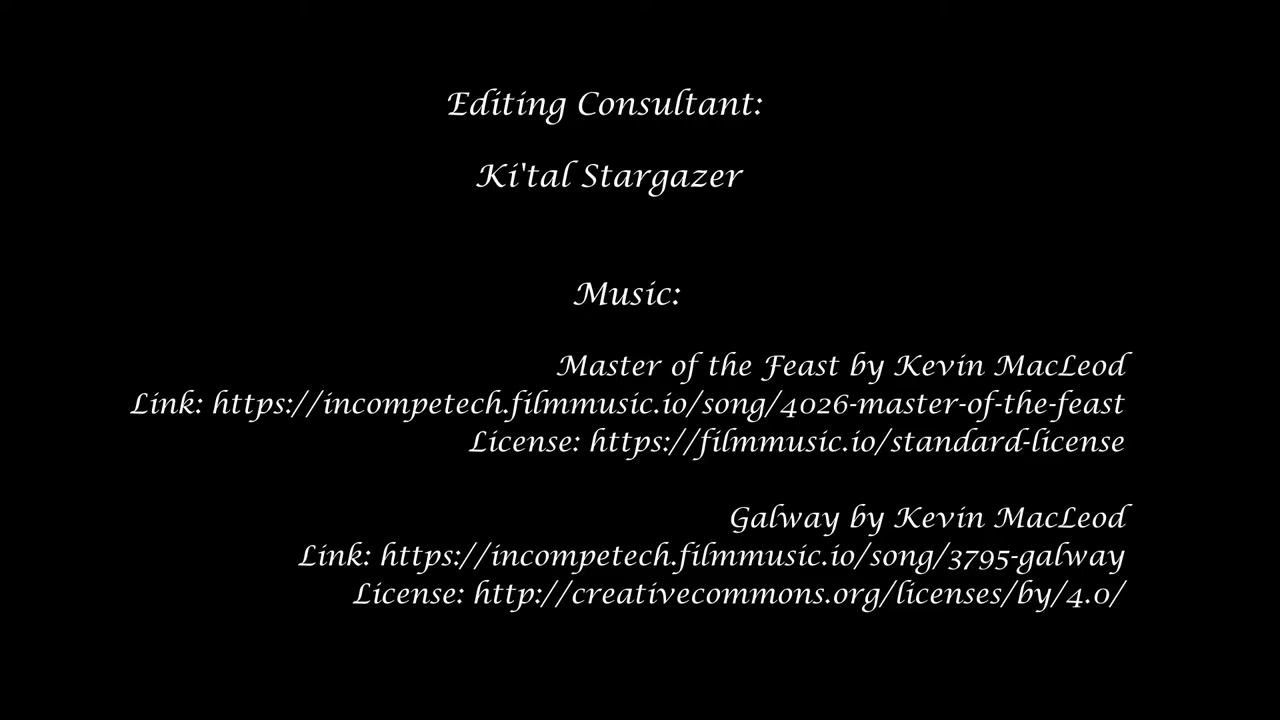 Editing Consultant:
Ki'tal Stargazer
Music:
Master of the Feast by Kevin MacLeod
Link: https://incompetech.filmmusic.io/song/4026-master-of-the-feast
License: https://filmmusic.io/standard-license
Galway by Kevin MacLeod
Link: https://incompetech.filmmusic.io/song/3795-galway
License: http://creativecommons.org/licenses/by/4.0/